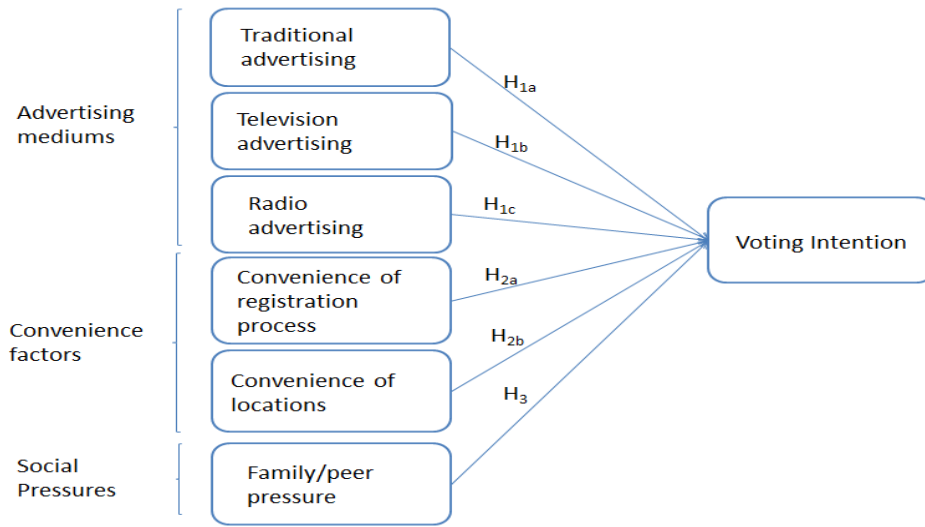 Traditional
advertising
H1a
Advertising
mediums
Television
advertising
H1b
Radio
advertising
H1c
Voting Intention
Convenience of
registration
process
H2a
Convenience
factors
H2b
Convenience of
locations
H3
Social
Pressures
Family/peer
pressure